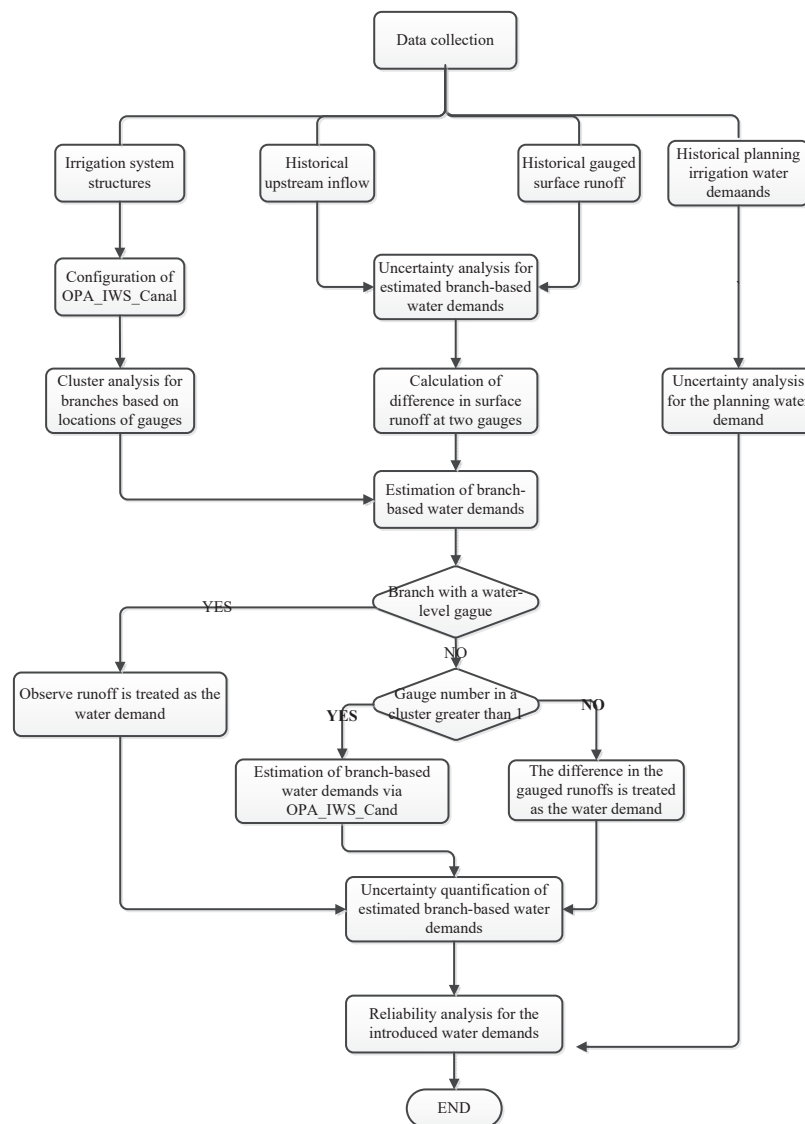 Data collection
Irrigation system
structures
Historical
upstream inflow
Historical gauged
surface runoff
Historical planning
irrigation water
demaands
Configuration of
OPA_IWS_Canal
Uncertainty analysis for
estimated branch-based
water demands
Cluster analysis for
branches based on
locations of gauges
Calculation of
difference in surface
runoff at two gauges
Uncertainty analysis
for the planning water
demand
Estimation of branch-
based water demands
Branch with a water-
level gague
YES
NO
Observe runoff is treated as the
water demand
Gauge number in a
cluster greater than 1
YES
NO
Estimation of branch-based
water demands via
OPA_IWS_Cand
The difference in the
gauged runoffs is treated
as the water demand
Uncertainty quantification of
estimated branch-based water
demands
Reliability analysis for the
introduced water demands
END